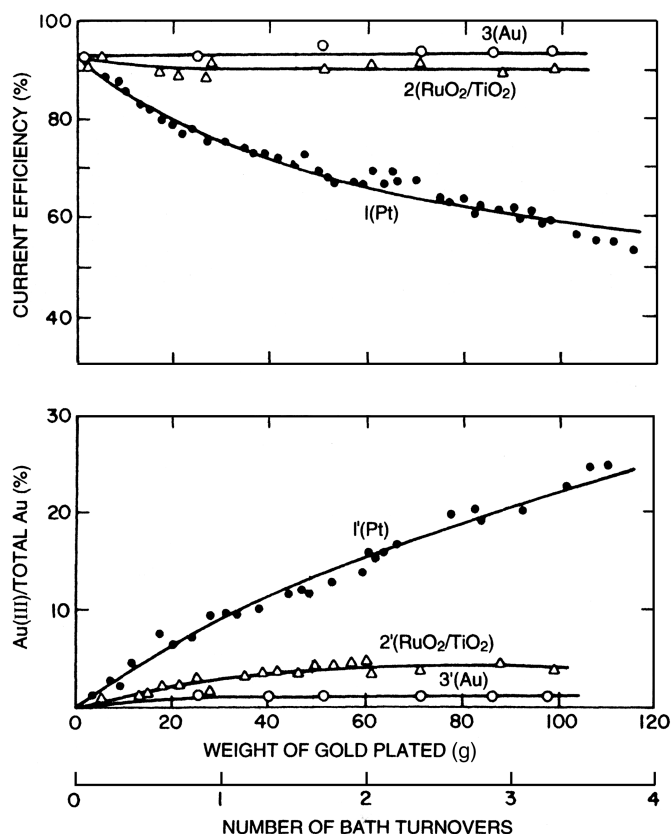 100
80
60
40
CURRENT EFFICIENCY (%)
3(Au)
2(RuO₂/TiO₂)
I(Pt)
30
20
10
0
Au(III)/TOTAL Au (%)
I'(Pt)
2'(RuO₂/TiO₂)
3'(Au)
0 20 40 60 80 100 120
WEIGHT OF GOLD PLATED (g)
0 1 2 3 4
NUMBER OF BATH TURNOVERS